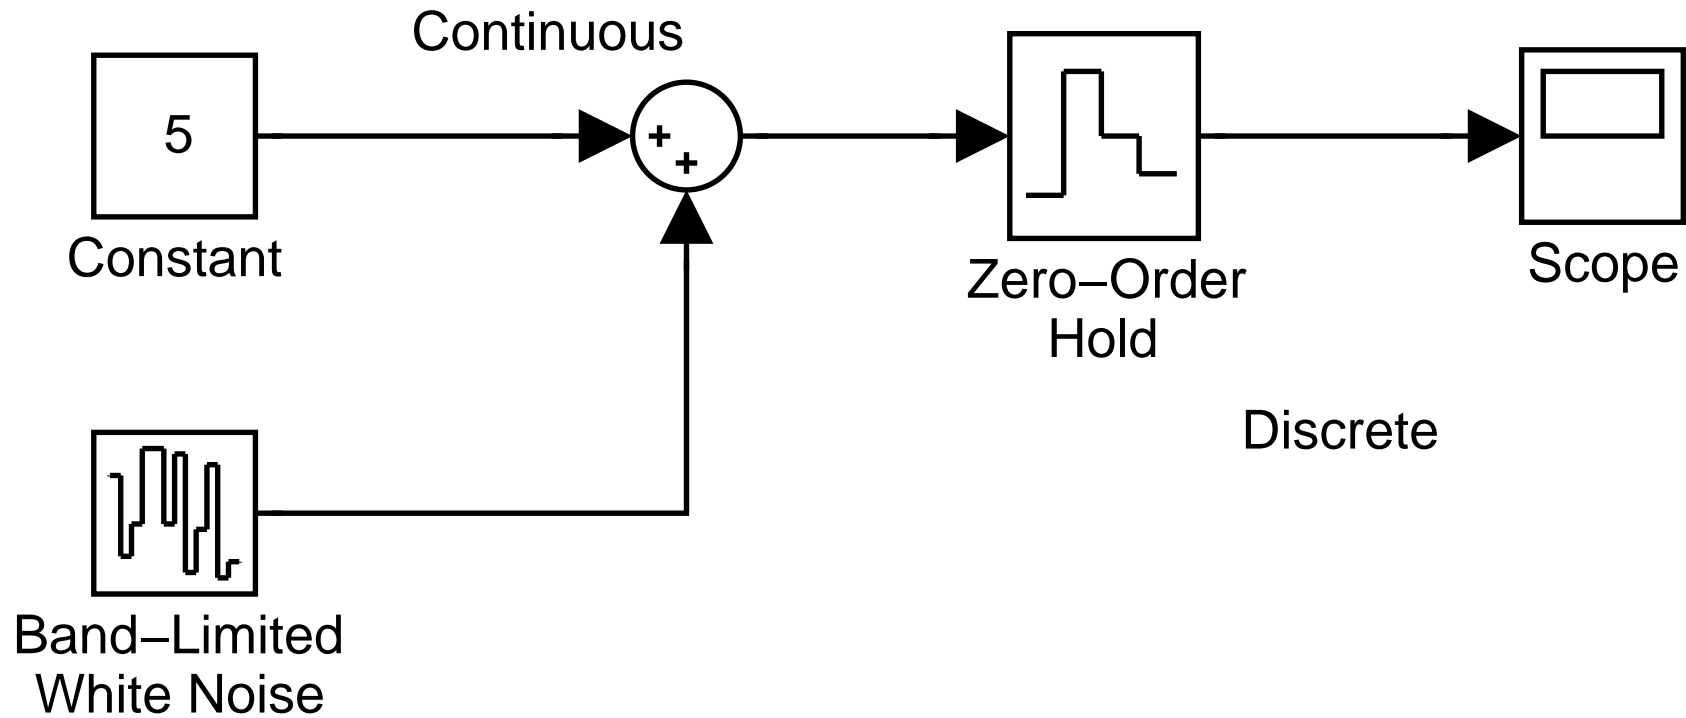 Continuous
5
Constant
Zero–Order
Hold
Scope
Discrete
Band–Limited
White Noise